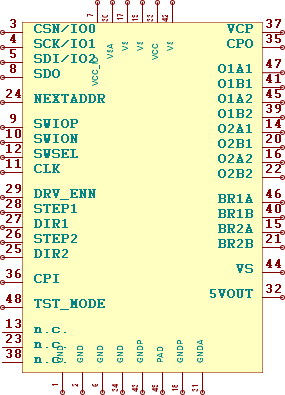 3 CSN/IO0
4 SCK/IO1
5 SDI/IO2
8 SDO
24 NEXTADDR
9 SWIOP
10 SWION
12 SWSEL
11 CLK
29 DRV_ENN
28 STEP1
27 DIR1
26 STEP2
25 DIR2
36 CPI
48 TST_MODE
13 n.c.
23 n.c.
38 n.c.
7 VCC_IO
VSA
17 VS
VS
VCC
42 VS
VCP 37
CPO 35
O1A1 47
O1B1 41
O1A2 45
O1B2 39
O2A1 14
O2B1 20
O2A2 16
O2B2 22
BR1A 46
BR1B 40
BR2A 15
BR2B 21
VS 44
5VOUT 32
GND 1
GND 2
GND 6
GND 34
GNDP 43
PAD 49
GNDP 18
GNDA 31